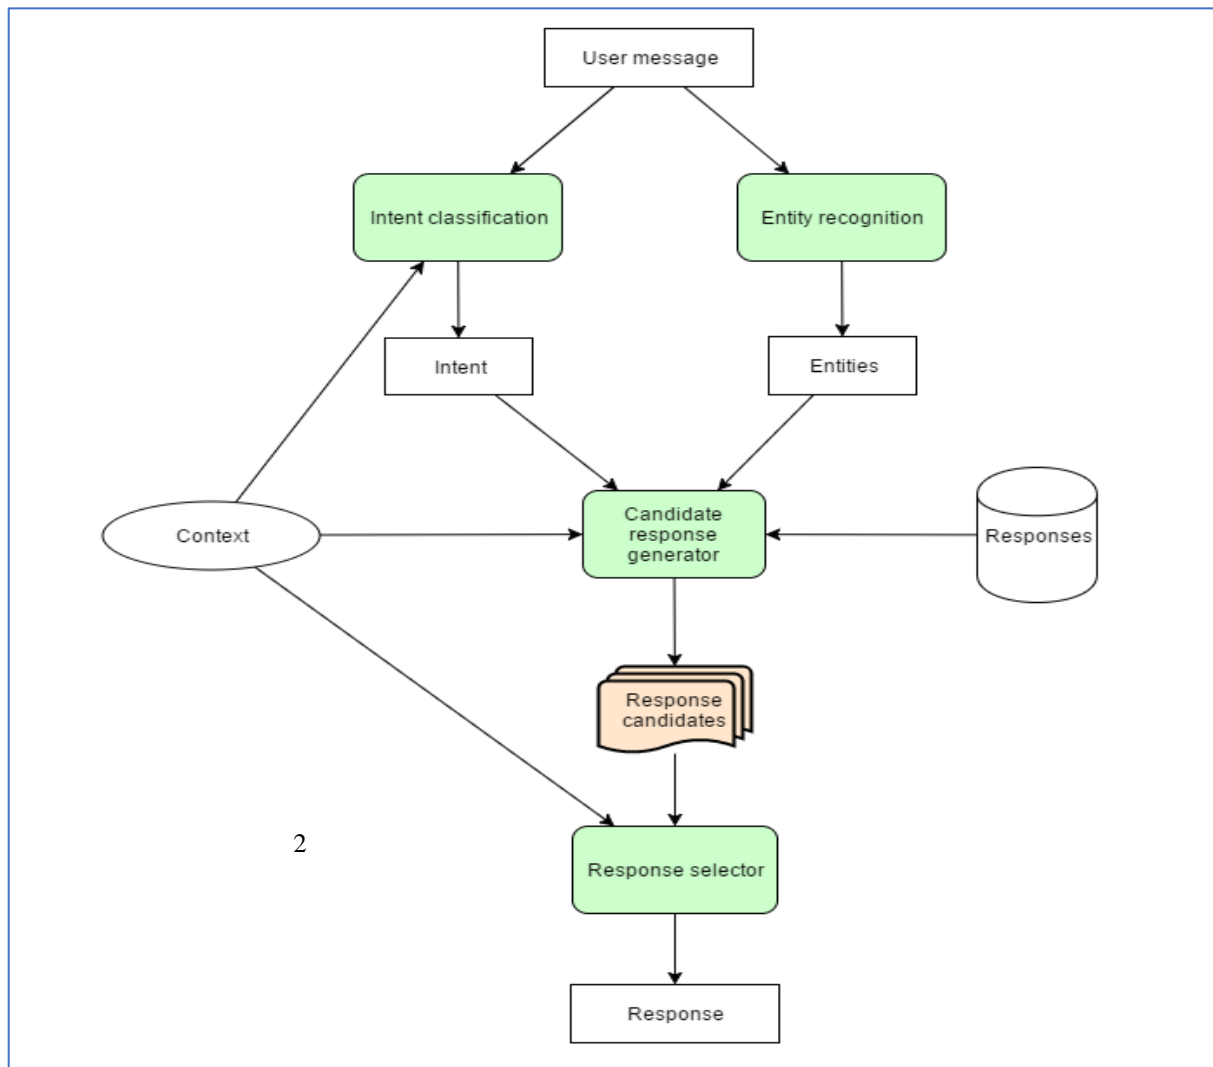 User message
Intent classification
Entity recognition
Intent
Entities
Context
Candidate
response
generator
Responses
Response
candidates
2
Response selector
Response